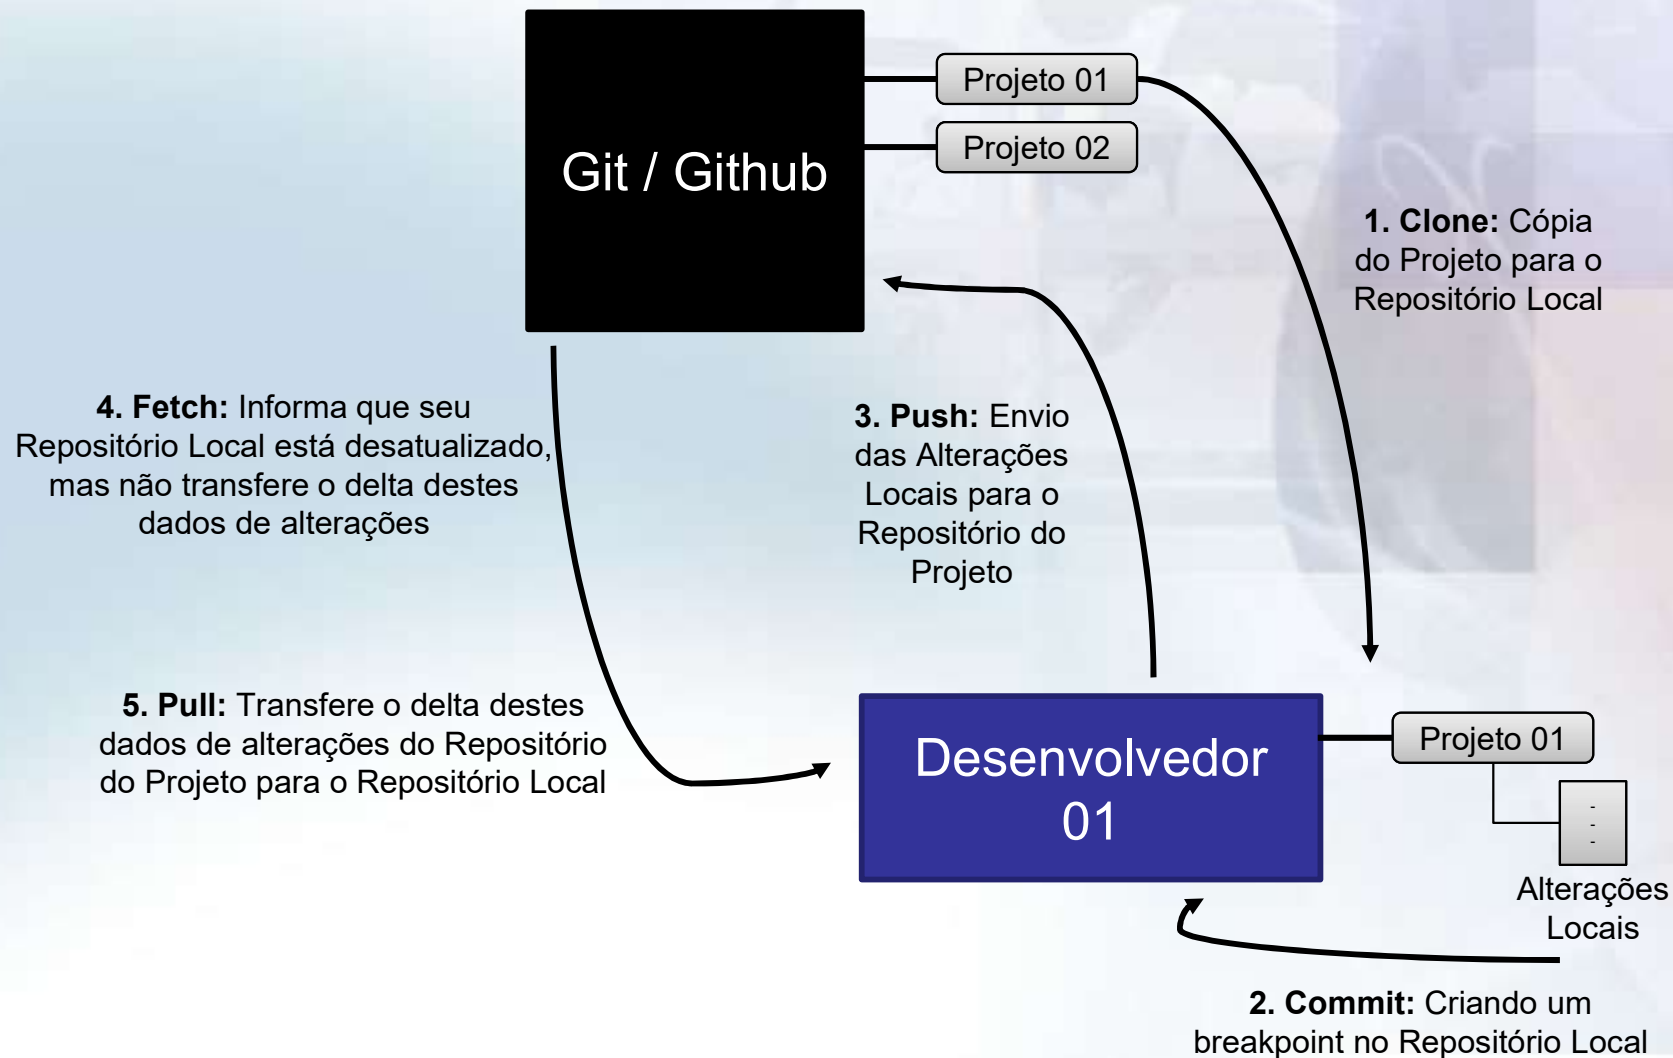 Projeto 01
Projeto 02
Git / Github
1. Clone: Cópia
do Projeto para o
Repositório Local
4. Fetch: Informa que seu
Repositório Local está desatualizado,
mas não transfere o delta destes
dados de alterações
3. Push: Envio
das Alterações
Locais para o
Repositório do
Projeto
5. Pull: Transfere o delta destes
dados de alterações do Repositório
do Projeto para o Repositório Local
Desenvolvedor
01
Projeto 01
-
-
-
Alterações
Locais
2. Commit: Criando um
breakpoint no Repositório Local